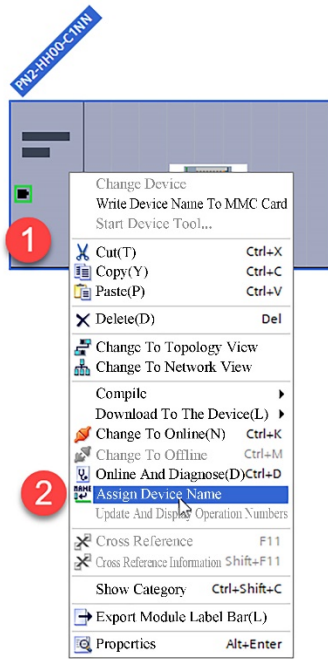 PN2-HH00-C1NN
1
Change Device
Write Device Name To MMC Card
Start Device Tool...
Cut(T) Ctrl+X
Copy(Y) Ctrl+C
Paste(P) Ctrl+V
Delete(D) Del
Change To Topology View
Change To Network View
Compile
Download To The Device(L)
Change To Online(N) Ctrl+K
Change To Offline Ctrl+M
Online And Diagnose(D)Ctrl+D
2
NAME Assign Device Name
Update And Display Operation Numbers
Cross Reference F11
Cross Reference Information Shift+F11
Show Category Ctrl+Shift+C
Export Module Label Bar(L)
Properties Alt+Enter